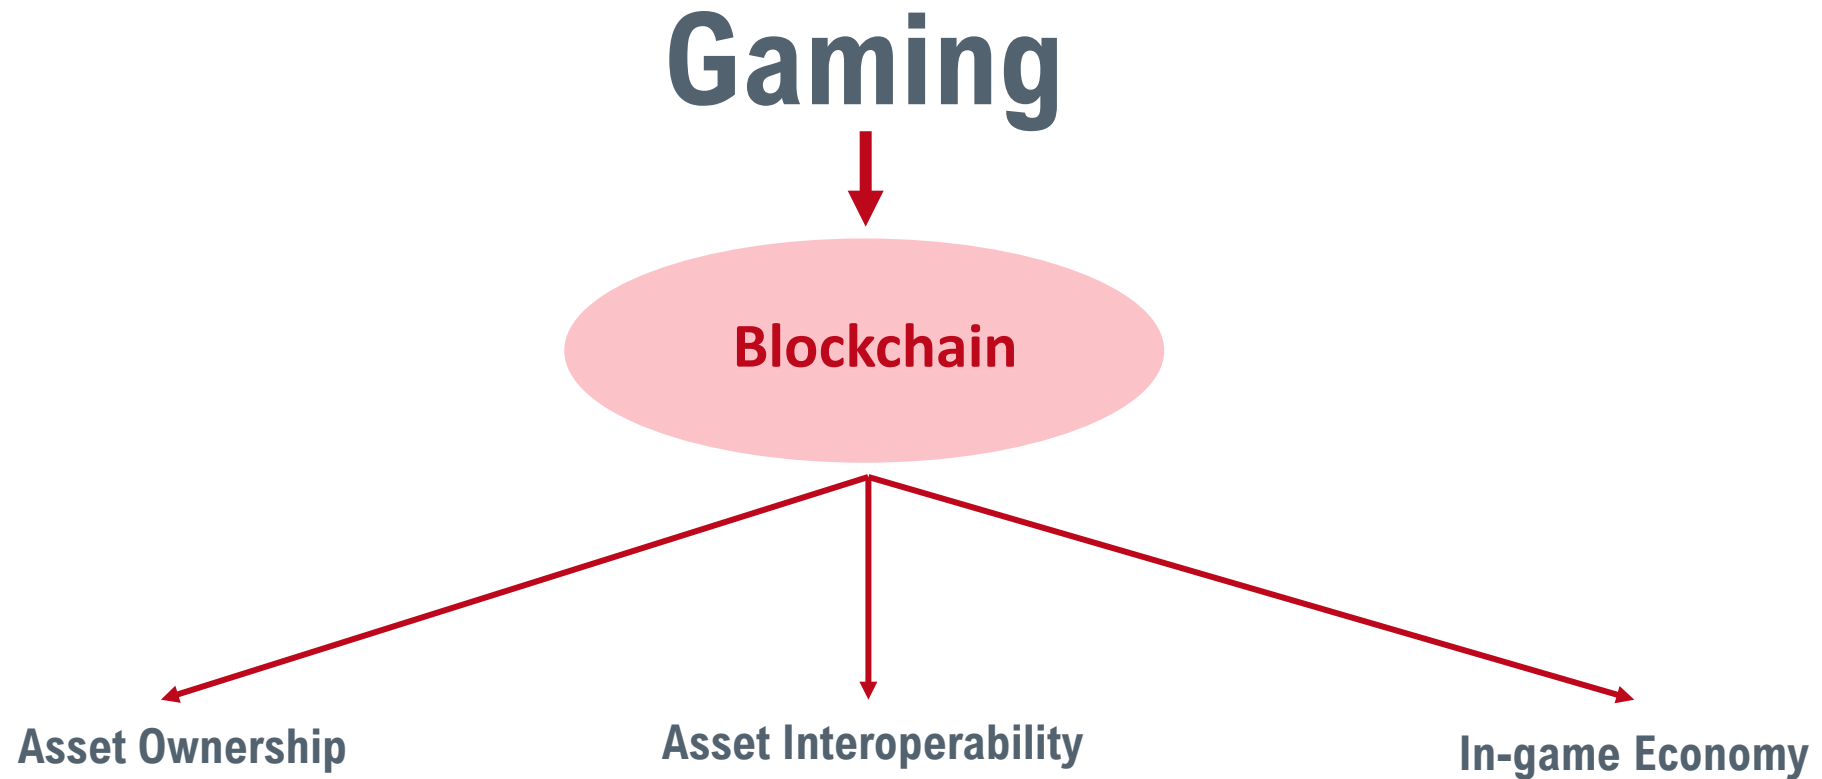 Gaming
Blockchain
Asset Ownership
Asset Interoperability
In-game Economy